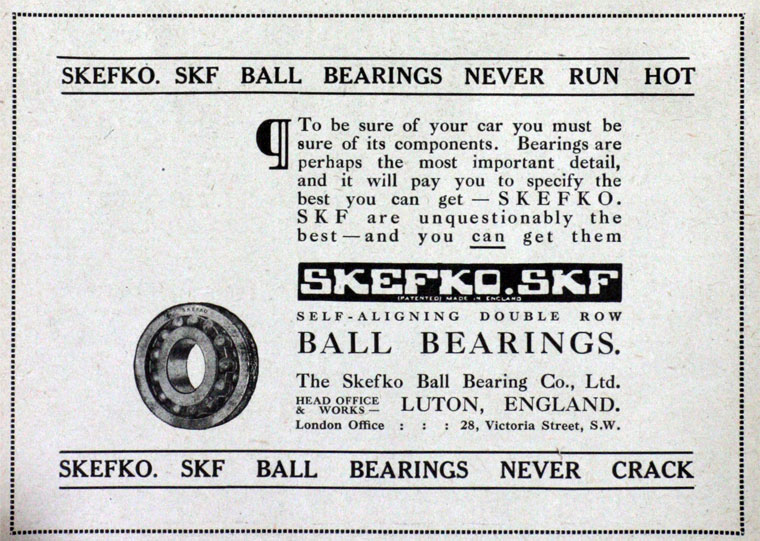 SKEFKO. SKF BALL BEARINGS NEVER RUN HOT
¶ To be sure of your car you must be
sure of its components. Bearings are
perhaps the most important detail,
and it will pay you to specify the
best you can get — SKEFKO.
SKF are unquestionably the
best — and you can get them
SKEFKO.SKF
(PATENTED) MADE IN ENGLAND
SELF-ALIGNING DOUBLE ROW
BALL BEARINGS.
SKEFKO
The Skefko Ball Bearing Co., Ltd.
HEAD OFFICE
& WORKS — LUTON, ENGLAND.
London Office : : : 28, Victoria Street, S.W.
SKEFKO. SKF BALL BEARINGS NEVER CRACK